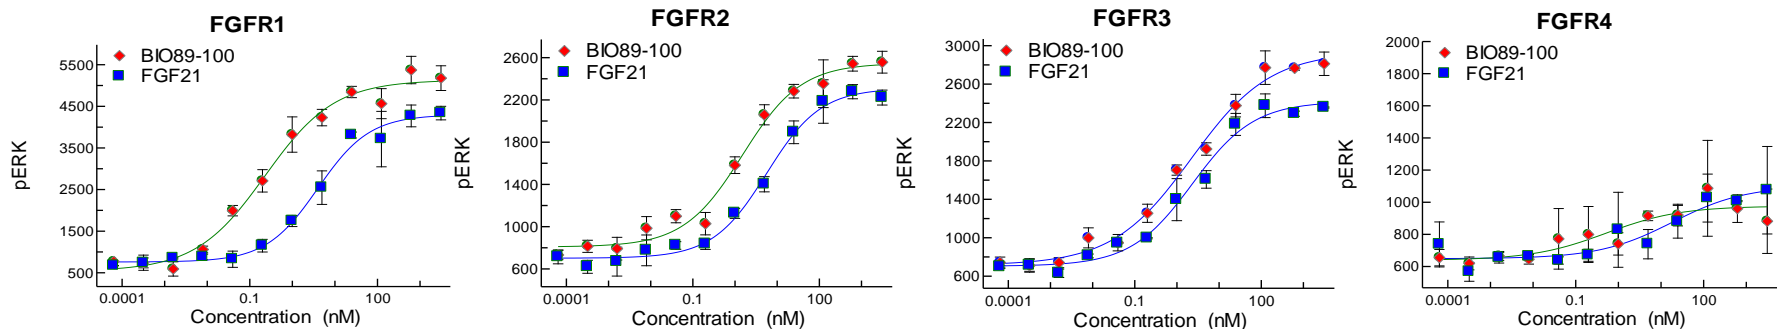 FGFR1
BIO89-100
FGF21
5500
4500
3500
2500
1500
500
pERK
0.0001
0.1
100
Concentration (nM)
FGFR2
BIO89-100
FGF21
2600
2200
1800
1400
1000
600
pERK
0.0001
0.1
100
Concentration (nM)
FGFR3
BIO89-100
FGF21
3000
2600
2200
1800
1400
1000
600
pERK
0.0001
0.1
100
Concentration (nM)
FGFR4
BIO89-100
FGF21
2000
1800
1600
1400
1200
1000
800
600
pERK
0.0001
0.1
100
Concentration (nM)